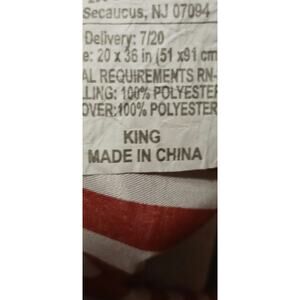 Secaucus, NJ 07094
Delivery: 7/20
e: 20 x 36 in (51 x91 cm
AL REQUIREMENTS RN-
LLING: 100% POLYESTER
OVER:100% POLYESTER
KING
MADE IN CHINA